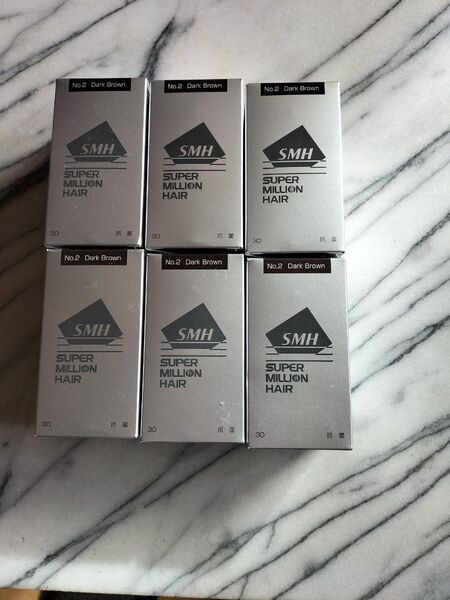 No.2 Dark Brown
SMH
SUPER
MILLION
HAIR
30 抗菌
No.2 Dark Brown
SMH
SUPER
MILLION
HAIR
30 抗菌
No.2 Dark Brown
SMH
SUPER
MILLION
HAIR
30 抗菌
No.2 Dark Brown
SMH
SUPER
MILLION
HAIR
30 抗菌
No.2 Dark Brown
SMH
SUPER
MILLION
HAIR
30 抗菌
No.2 Dark Brown
SMH
SUPER
MILLION
HAIR
30 抗菌